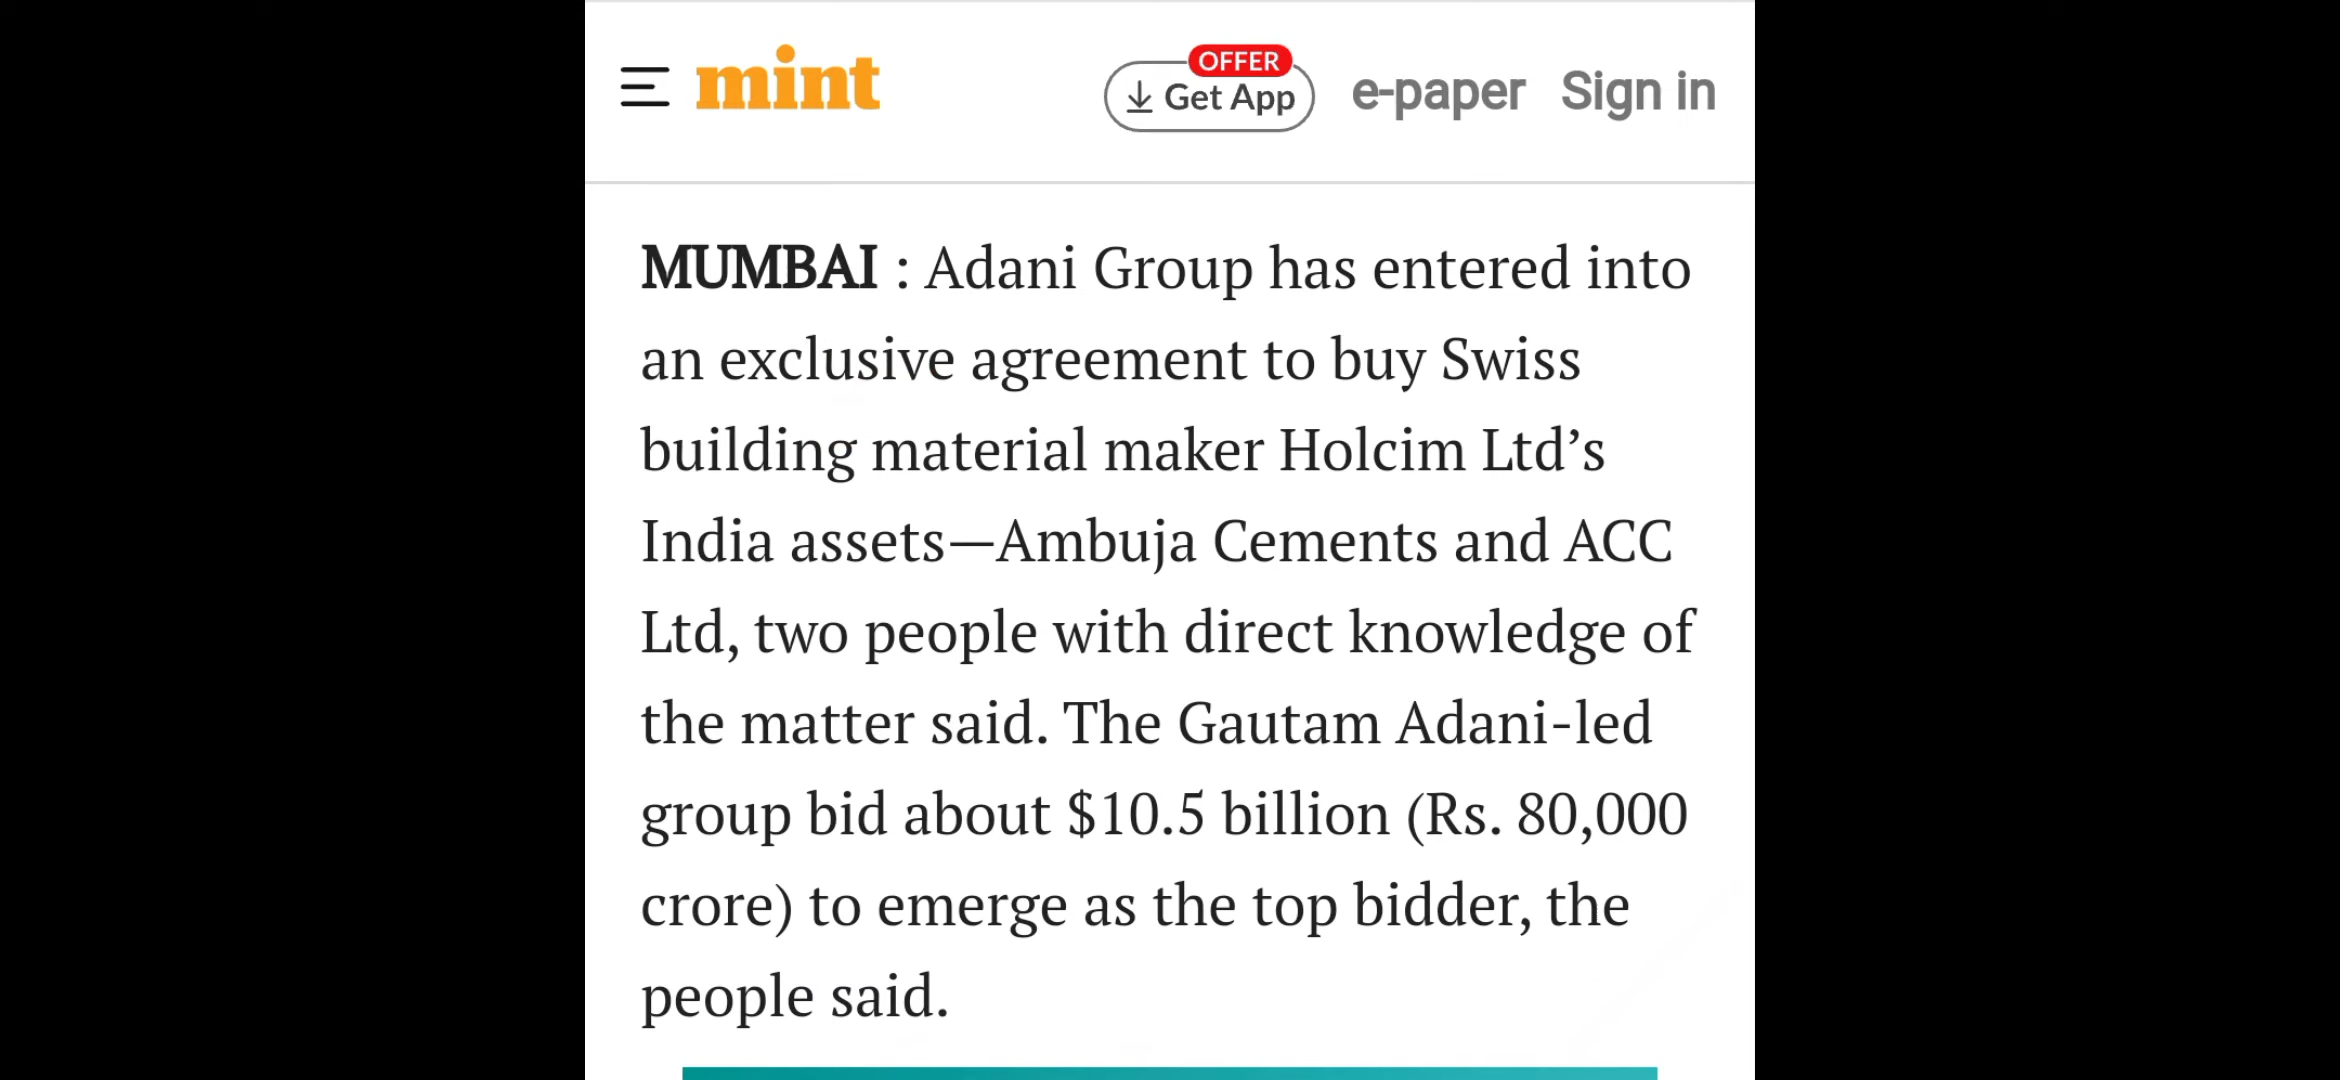 mint
OFFER
Get App
e-paper
Sign in
MUMBAI : Adani Group has entered into
an exclusive agreement to buy Swiss
building material maker Holcim Ltd’s
India assets—Ambuja Cements and ACC
Ltd, two people with direct knowledge of
the matter said. The Gautam Adani-led
group bid about $10.5 billion (Rs. 80,000
crore) to emerge as the top bidder, the
people said.